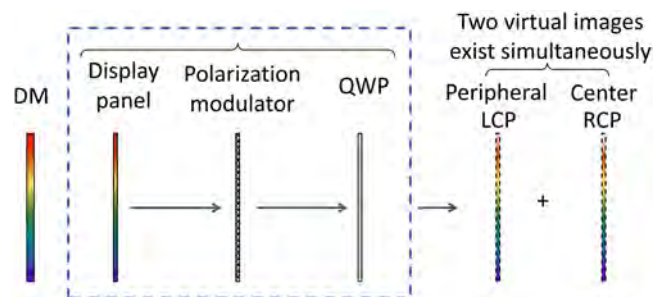 Two virtual images
exist simultaneously
Display
panel
Polarization
modulator
QWP
DM
Peripheral
LCP
Center
RCP
+